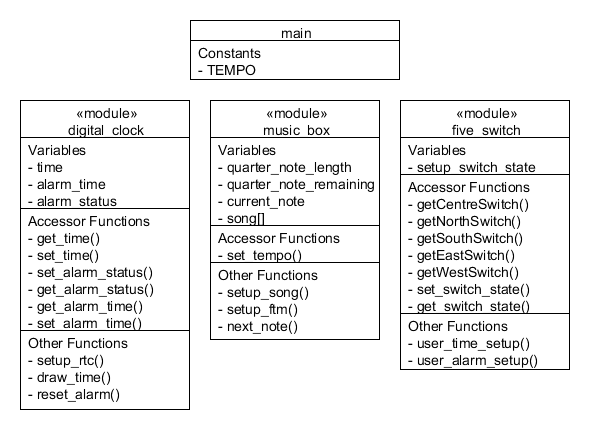 main
Constants
- TEMPO
«module»
digital_clock
Variables
- time
- alarm_time
- alarm_status
Accessor Functions
- get_time()
- set_time()
- set_alarm_status()
- get_alarm_status()
- get_alarm_time()
- set_alarm_time()
Other Functions
- setup_rtc()
- draw_time()
- reset_alarm()
«module»
music_box
Variables
- quarter_note_length
- quarter_note_remaining
- current_note
- song[]
Accessor Functions
- set_tempo()
Other Functions
- setup_song()
- setup_ftm()
- next_note()
«module»
five_switch
Variables
- setup_switch_state
Accessor Functions
- getCentreSwitch()
- getNorthSwitch()
- getSouthSwitch()
- getEastSwitch()
- getWestSwitch()
- set_switch_state()
- get_switch_state()
Other Functions
- user_time_setup()
- user_alarm_setup()